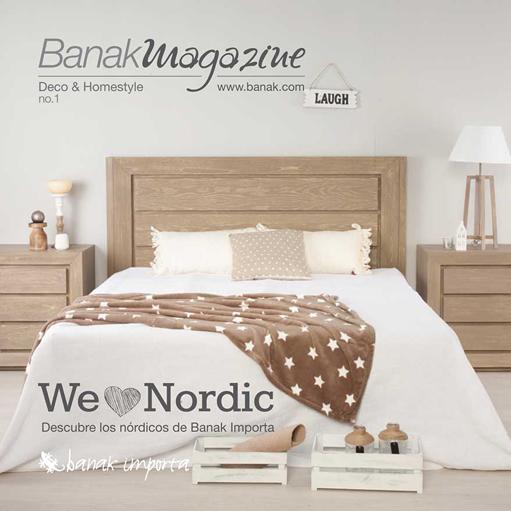 BanakMagazine
Deco & Homestyle www.banak.com
no.1
LAUGH
We Nordic
Descubre los nórdicos de Banak Importa
banak importa